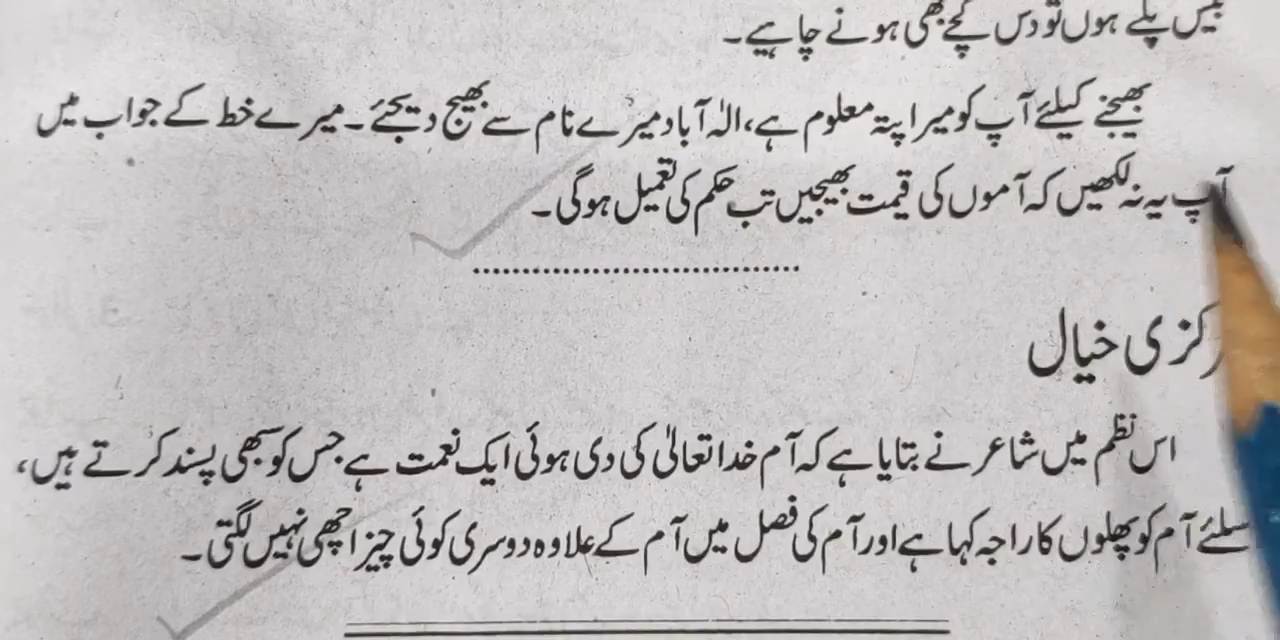 بیس پکے ہوں تو دس کچے بھی ہونے چاہیے۔
بھیجنے کیلئے آپ کو میرا پتہ معلوم ہے، الٰہ آباد میرے نام سے بھیج دیجئے۔ میرے خط کے جواب میں
آپ یہ نہ لکھیں کہ آموں کی قیمت بھیجیں تب حکم کی تعمیل ہوگی۔
رکزی خیال
اس نظم میں شاعر نے بتایا ہے کہ آم خدا تعالیٰ کی دی ہوئی ایک نعمت ہے جس کو سبھی پسند کرتے ہیں،
سلئے آم کو پھلوں کا راجہ کہا ہے اور آم کی فصل میں آم کے علاوہ دوسری کوئی چیز اچھی نہیں لگتی۔